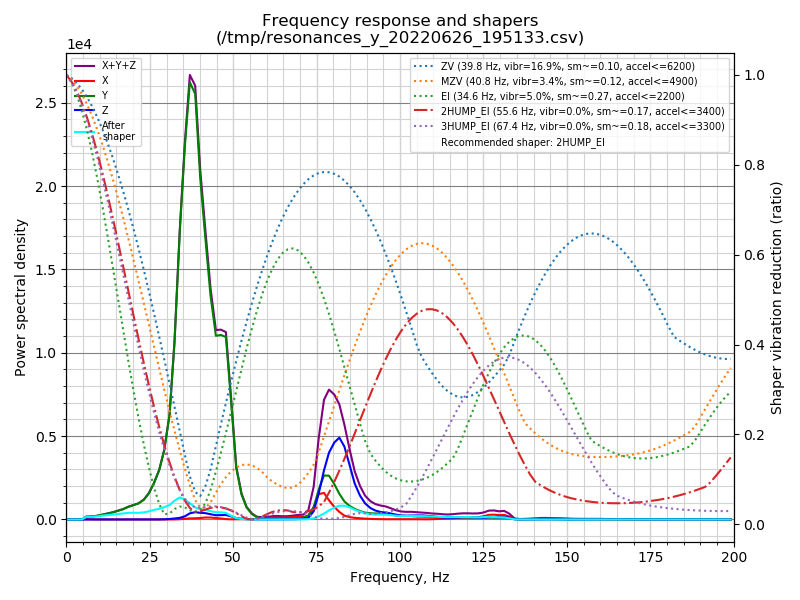 Frequency response and shapers
(/tmp/resonances_y_20220626_195133.csv)
1e4
X+Y+Z
X
Y
Z
After
shaper
ZV (39.8 Hz, vibr=16.9%, sm~=0.10, accel<=6200)
MZV (40.8 Hz, vibr=3.4%, sm~=0.12, accel<=4900)
EI (34.6 Hz, vibr=5.0%, sm~=0.27, accel<=2200)
2HUMP_EI (55.6 Hz, vibr=0.0%, sm~=0.17, accel<=3400)
3HUMP_EI (67.4 Hz, vibr=0.0%, sm~=0.18, accel<=3300)
Recommended shaper: 2HUMP_EI
Power spectral density
2.5
2.0
1.5
1.0
0.5
0.0
1.0
0.8
0.6
0.4
0.2
0.0
Shaper vibration reduction (ratio)
0 25 50 75 100 125 150 175 200
Frequency, Hz